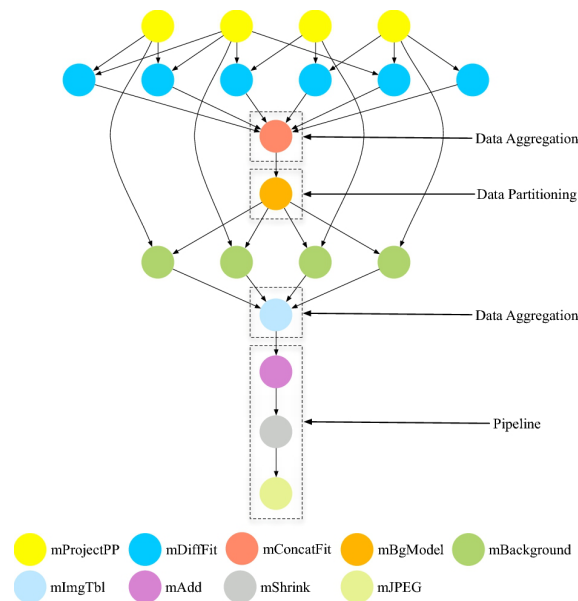 Data Aggregation
Data Partitioning
Data Aggregation
Pipeline
mProjectPP mDiffFit mConcatFit mBgModel mBackground
mImgTbl mAdd mShrink mJPEG